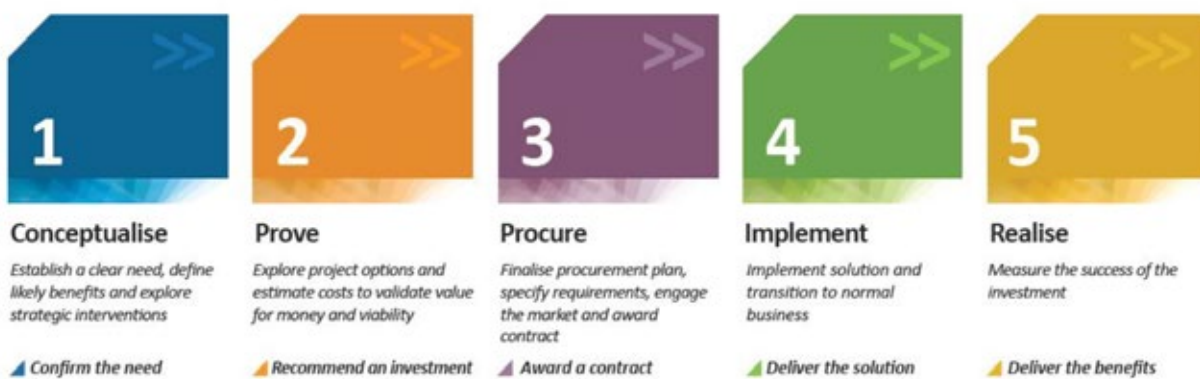 1
Conceptualise
Establish a clear need, define
likely benefits and explore
strategic interventions
Confirm the need
2
Prove
Explore project options and
estimate costs to validate value
for money and viability
Recommend an investment
3
Procure
Finalise procurement plan,
specify requirements, engage
the market and award
contract
Award a contract
4
Implement
Implement solution and
transition to normal
business
Deliver the solution
5
Realise
Measure the success of the
investment
Deliver the benefits